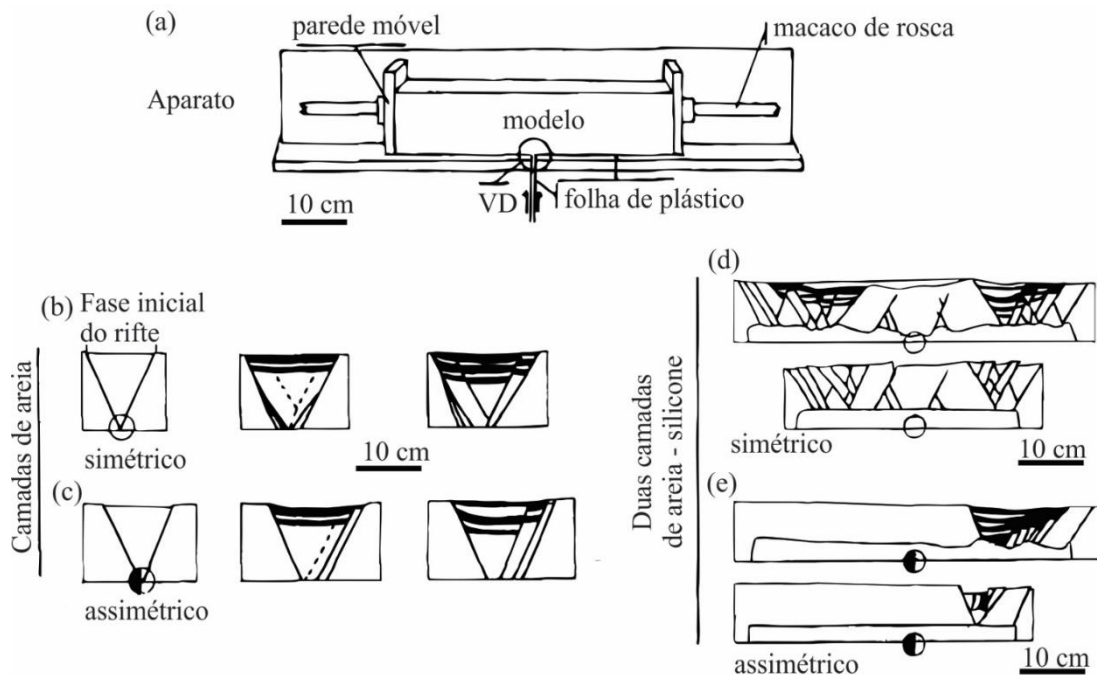 (a)
parede móvel
macaco de rosca
Aparato
modelo
VD
folha de plástico
10 cm
(b)
Fase inicial
do rifte
simétrico
10 cm
(c)
assimétrico
Camadas de areia
(d)
simétrico
10 cm
(e)
assimétrico
10 cm
Duas camadas
de areia - silicone